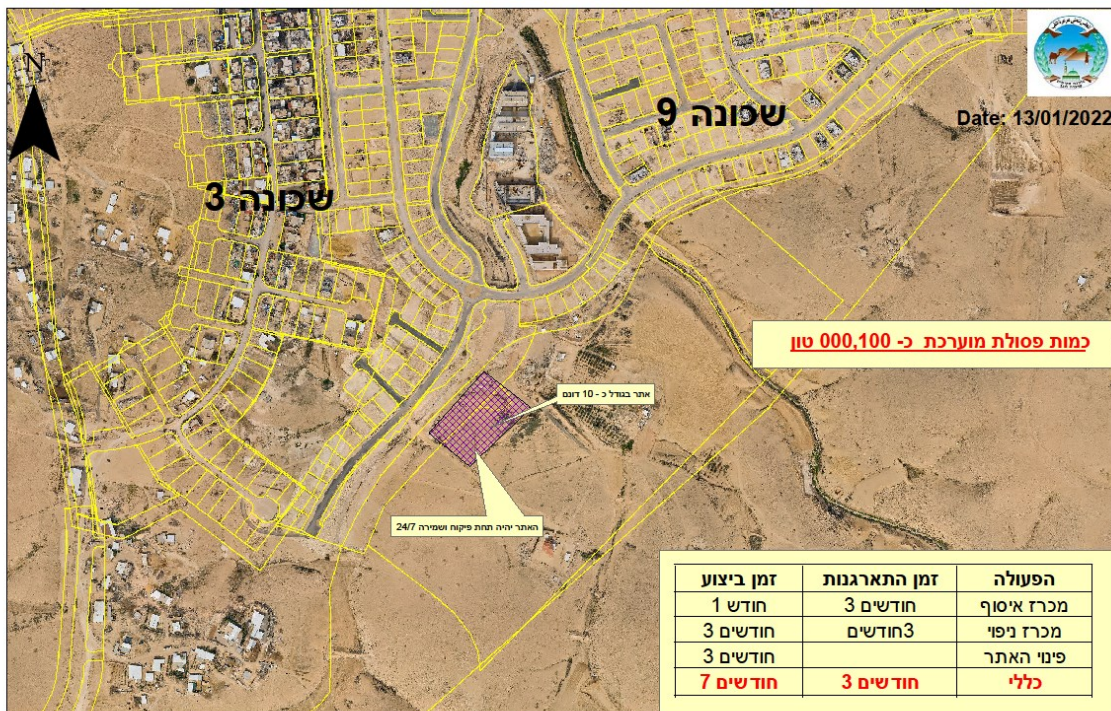 N
Date: 13/01/2022
שכונה 9
שכונה 3
כמות פסולת מוערכת כ- 000,100 טון
אתר בגודל כ - 10 דונם
האתר יהיה תחת פיקוח ושמירה 24/7
הפעולה זמן התארגנות זמן ביצוע
מכרז איסוף חודשים 3 חודש 1
מכרז ניפוי 3חודשים חודשים 3
פינוי האתר חודשים 3
כללי חודשים 3 חודשים 7